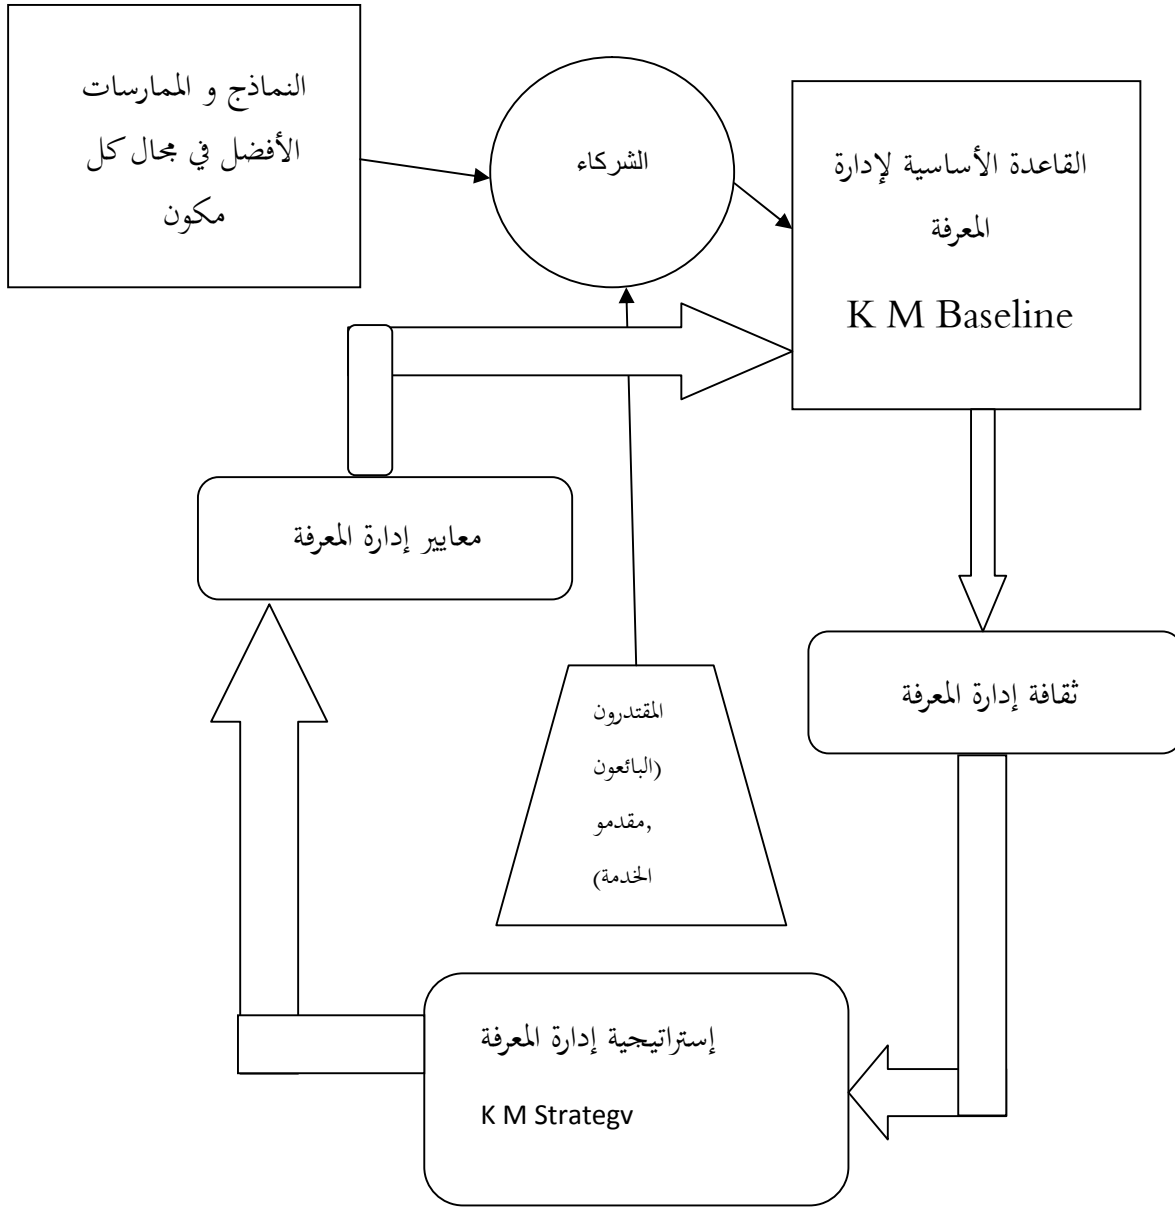 النماذج و الممارسات
الأفضل في مجال كل
مكون
الشركاء
القاعدة الأساسية لإدارة
المعرفة
K M Baseline
معايير إدارة المعرفة
ثقافة إدارة المعرفة
المقتدرون
(البائعون
,مقدمو
الخدمة)
إستراتيجية إدارة المعرفة
K M Strategv